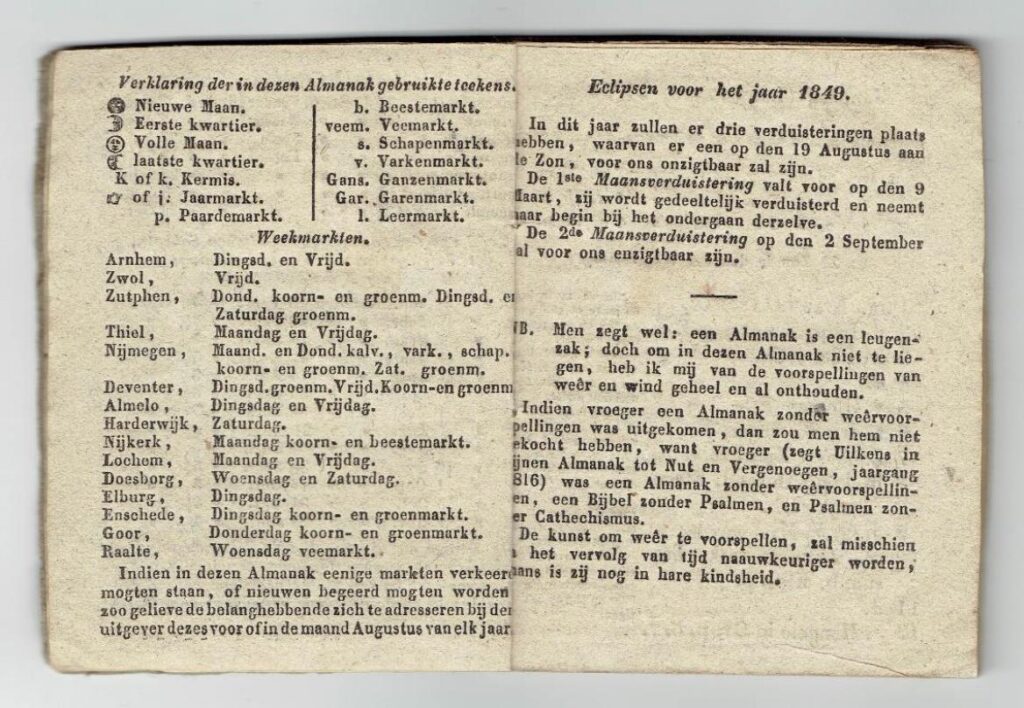 Verklaring der in dezen Almanak gebruikte teekens.
Nieuwe Maan.
Eerste kwartier.
Volle Maan.
laatste kwartier.
K of k. Kermis.
☞ of j. Jaarmarkt.
p. Paardemarkt.
b. Beestemarkt.
veem. Veemarkt.
s. Schapenmarkt.
v. Varkenmarkt.
Gans. Ganzenmarkt.
Gar. Garenmarkt.
l. Leermarkt.
Weekmarkten.
Arnhem, Dingsd. en Vrijd.
Zwol, Vrijd.
Zutphen, Dond. koorn- en groenm. Dingsd. en
Zaturdag groenm.
Thiel, Maandag en Vrijdag.
Nijmegen, Maand. en Dond. kalv., vark., schap.
koorn- en groenm. Zat. groenm.
Deventer, Dingsd. groenm. Vrijd. Koorn- en groenm
Almelo, Dingsdag en Vrijdag.
Harderwijk, Zaturdag.
Nijkerk, Maandag koorn- en beestemarkt.
Lochem, Maandag en Vrijdag.
Doesborg, Woensdag en Zaturdag.
Elburg, Dingsdag.
Enschede, Dingsdag koorn- en groenmarkt.
Goor, Donderdag koorn- en groenmarkt.
Raalte, Woensdag veemarkt.
Indien in dezen Almanak eenige markten verkeerd
mogten staan, of nieuwen begeerd mogten worden
zoo gelieve de belanghebbende zich te adresseren bij den
uitgever dezes voor of in de maand Augustus van elk jaar
Eclipsen voor het jaar 1849.
In dit jaar zullen er drie verduisteringen plaats
ebben, waarvan er een op den 19 Augustus aan
le Zon, voor ons onzigtbaar zal zijn.
De 1ste Maansverduistering valt voor op den 9
Maart, zij wordt gedeeltelijk verduisterd en neemt
aar begin bij het ondergaan derzelve.
De 2de Maansverduistering op den 2 September
al voor ons enzigtbaar zijn.
NB. Men zegt wel: een Almanak is een leugen-
zak; doch om in dezen Almanak niet te lie-
gen, heb ik mij van de voorspellingen van
weêr en wind geheel en al onthouden.
Indien vroeger een Almanak zonder weêrvoor-
pellingen was uitgekomen, dan zou men hem niet
ekocht hebben, want vroeger (zegt Uilkens in
ijnen Almanak tot Nut en Vergenoegen, jaargang
816) was een Almanak zonder weêrvoorspellin-
en, een Bijbel zonder Psalmen, en Psalmen zon-
er Cathechismus.
De kunst om weêr te voorspellen, zal misschien
het vervolg van tijd naauwkeuriger worden,
ans is zij nog in hare kindsheid.